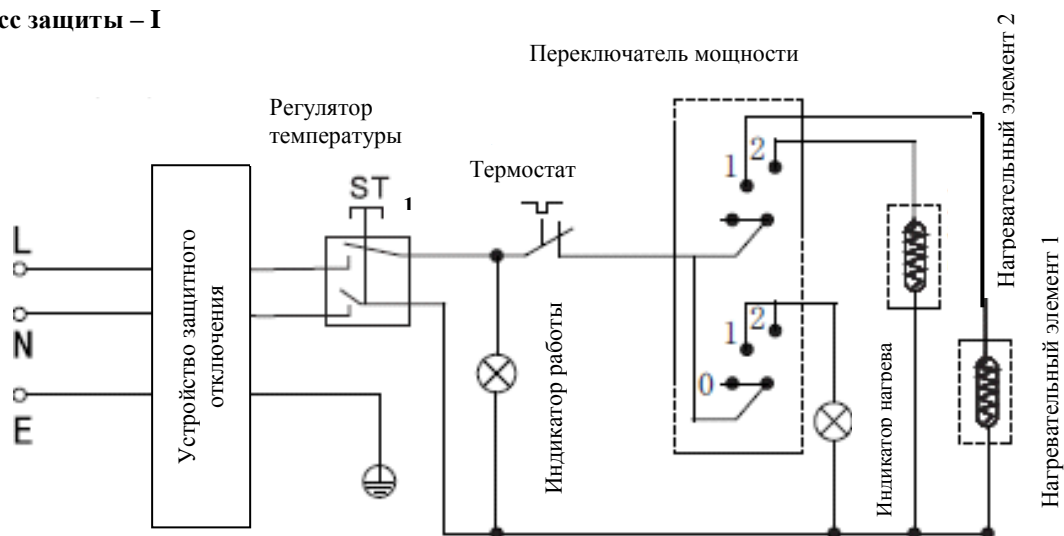 сс защиты – I
Переключатель мощности
Регулятор
температуры
Термостат
ST
1
L
N
E
Устройство защитного
отключения
Индикатор работы
1 2
1 2
0
Индикатор нагрева
Нагревательный элемент 2
Нагревательный элемент 1